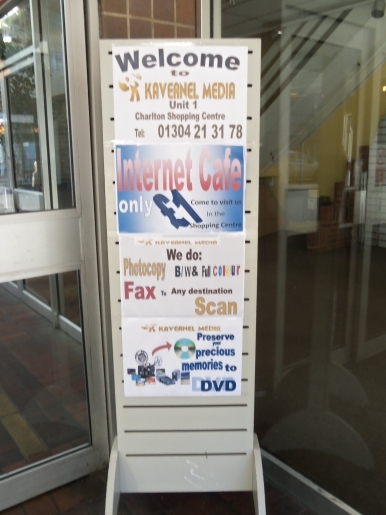 Welcome
to
KAVERNEL MEDIA
Unit 1
Charlton Shopping Centre
Tel: 01304 21 31 78
Internet Cafe
only £1
Come to visit us
in the
Shopping Centre
KAVERNEL MEDIA
We do:
Photocopy B/W & Full colour
Fax To Any destination
Scan
KAVERNEL MEDIA
Preserve
your
precious
memories to
DVD